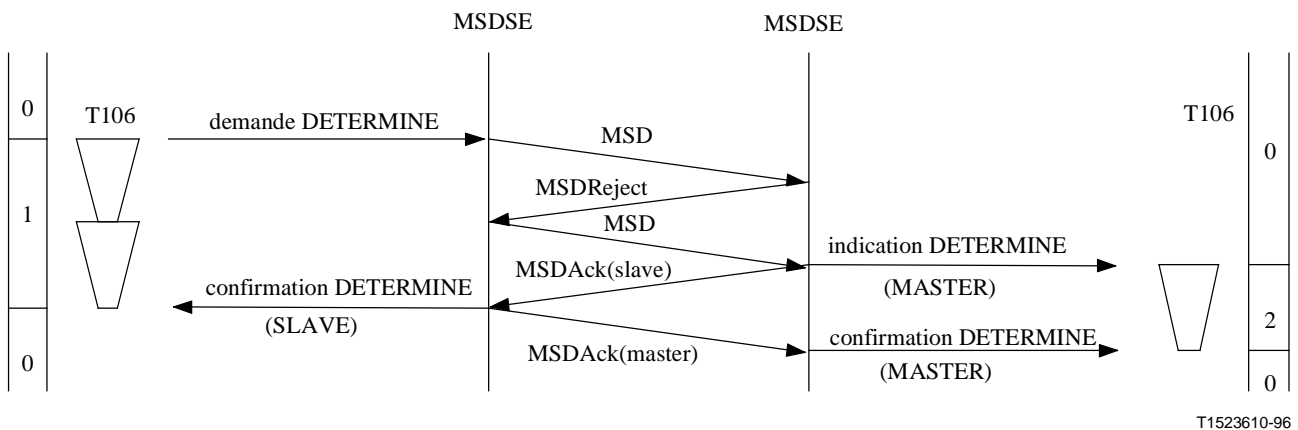 MSDSE
MSDSE
0
T106
demande DETERMINE
MSD
T106
0
MSDReject
1
MSD
indication DETERMINE
MSDAck(slave)
(MASTER)
confirmation DETERMINE
(SLAVE)
2
MSDAck(master)
confirmation DETERMINE
(MASTER)
0
0
T1523610-96